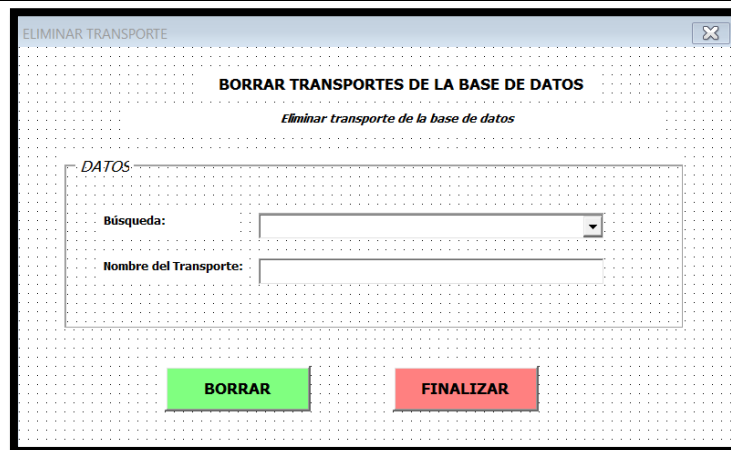 ELIMINAR TRANSPORTE
BORRAR TRANSPORTES DE LA BASE DE DATOS
Eliminar transporte de la base de datos
DATOS
Búsqueda:
Nombre del Transporte:
BORRAR
FINALIZAR